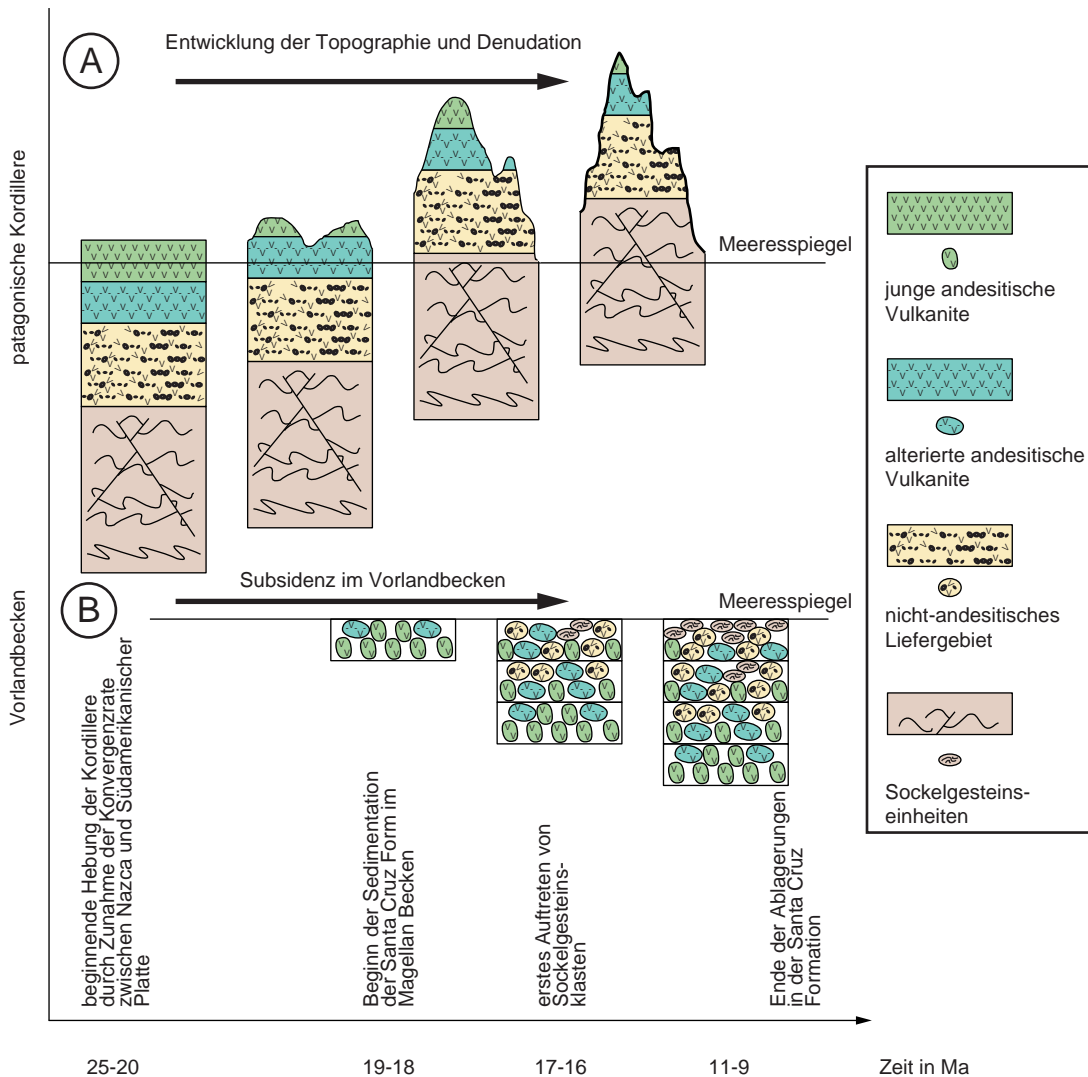 A
Entwicklung der Topographie und Denudation
patagonische Kordillere
Meeresspiegel
B
Subsidenz im Vorlandbecken
Meeresspiegel
Vorlandbecken
beginnende Hebung der Kordillere
durch Zunahme der Konvergenzrate
zwischen Nazca und Südamerikanischer
Platte
Beginn der Sedimentation
der Santa Cruz Form im
Magellan Becken
erstes Auftreten von
Sockelgesteins-
klasten
Ende der Ablagerungen
in der Santa Cruz
Formation
25-20
19-18
17-16
11-9
Zeit in Ma
junge andesitische
Vulkanite
alterierte andesitische
Vulkanite
nicht-andesitisches
Liefergebiet
Sockelgesteins-
einheiten